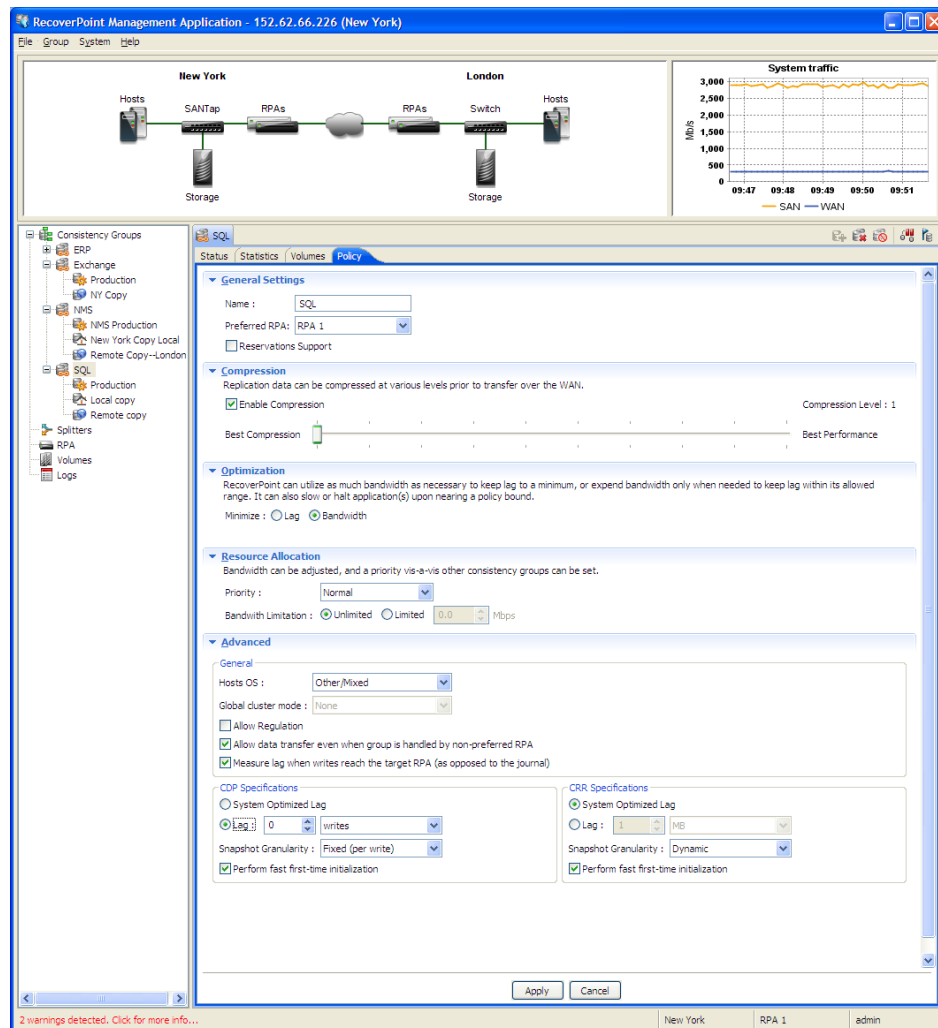 RecoverPoint Management Application - 152.62.66.226 (New York)
File Group System Help
New York London
Hosts SANTap RPAs RPAs Switch Hosts
Storage Storage
System traffic
Mb/s
3,000
2,500
2,000
1,500
1,000
500
0
09:47 09:48 09:49 09:50 09:51
SAN WAN
Consistency Groups
ERP
Exchange
Production
NY Copy
NMS
NMS Production
New York Copy Local
Remote Copy--London
SQL
Production
Local copy
Remote copy
Splitters
RPA
Volumes
Logs
SQL
Status Statistics Volumes Policy
General Settings
Name : SQL
Preferred RPA: RPA 1
Reservations Support
Compression
Replication data can be compressed at various levels prior to transfer over the WAN.
Enable Compression Compression Level : 1
Best Compression Best Performance
Optimization
RecoverPoint can utilize as much bandwidth as necessary to keep lag to a minimum, or expend bandwidth only when needed to keep lag within its allowed
range. It can also slow or halt application(s) upon nearing a policy bound.
Minimize : Lag Bandwidth
Resource Allocation
Bandwidth can be adjusted, and a priority vis-a-vis other consistency groups can be set.
Priority : Normal
Bandwith Limitation : Unlimited Limited 0.0 Mbps
Advanced
General
Hosts OS : Other/Mixed
Global cluster mode : None
Allow Regulation
Allow data transfer even when group is handled by non-preferred RPA
Measure lag when writes reach the target RPA (as opposed to the journal)
CDP Specifications
System Optimized Lag
Lag : 0 writes
Snapshot Granularity : Fixed (per write)
Perform fast first-time initialization
CRR Specifications
System Optimized Lag
Lag : 1 MB
Snapshot Granularity : Dynamic
Perform fast first-time initialization
Apply Cancel
2 warnings detected. Click for more info... New York RPA 1 admin